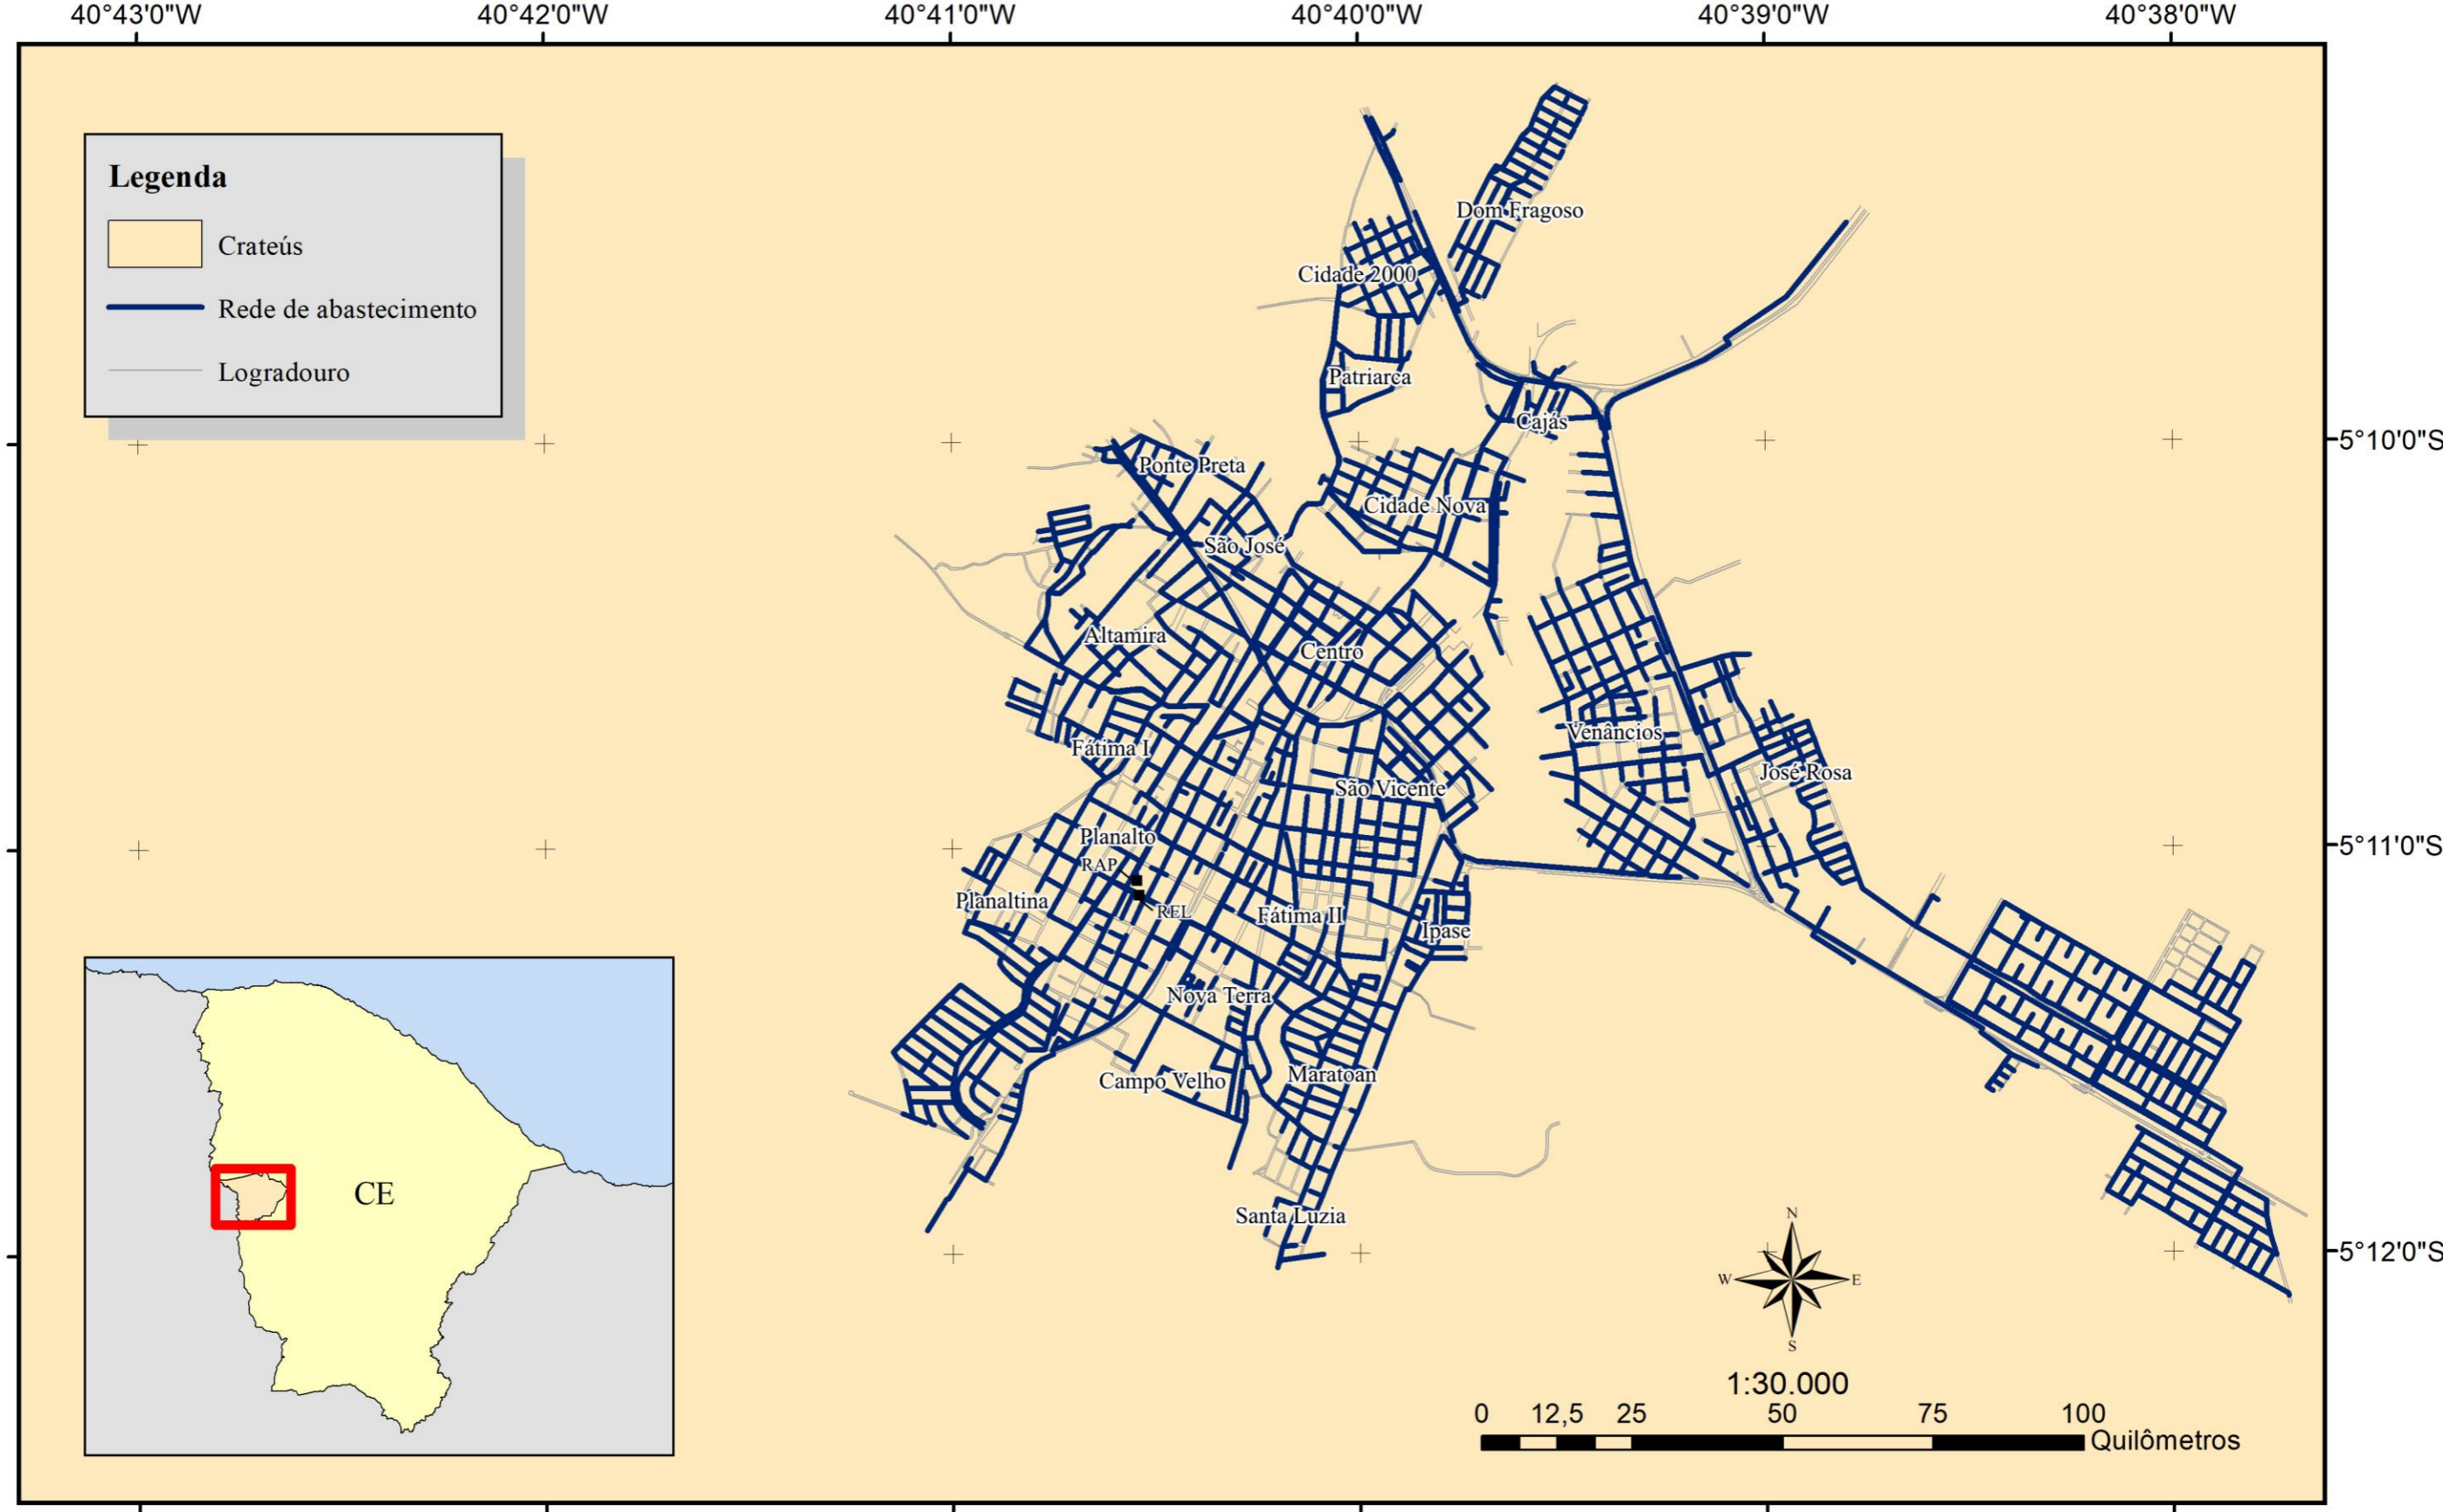 40°43'0"W 40°42'0"W 40°41'0"W 40°40'0"W 40°39'0"W 40°38'0"W
Legenda
Crateús
Rede de abastecimento
Logradouro
Dom Fragoso
Cidade 2000
Patriarca
Cajás
5°10'0"S
Ponte Preta
Cidade Nova
São José
Altamira
Centro
Venâncios
Fátima I
José Rosa
São Vicente
Planalto
5°11'0"S
RAP
Planaltina
REL
Fátima II
Ipase
Nova Terra
Maratoan
Campo Velho
CE
Santa Luzia
N
5°12'0"S
W E
S
1:30.000
0 12,5 25 50 75 100
Quilômetros